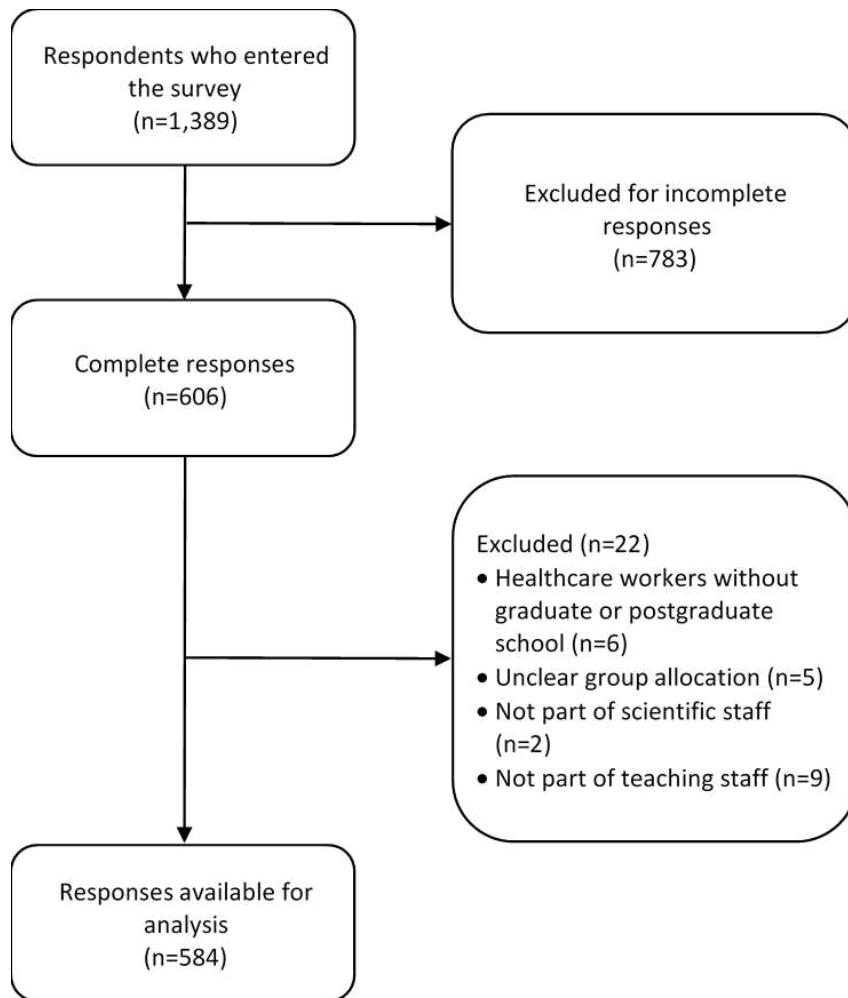 Respondents who entered
the survey
(n=1,389)
Excluded for incomplete
responses
(n=783)
Complete responses
(n=606)
Excluded (n=22)
• Healthcare workers without
graduate or postgraduate
school (n=6)
• Unclear group allocation (n=5)
• Not part of scientific staff
(n=2)
• Not part of teaching staff (n=9)
Responses available for
analysis
(n=584)